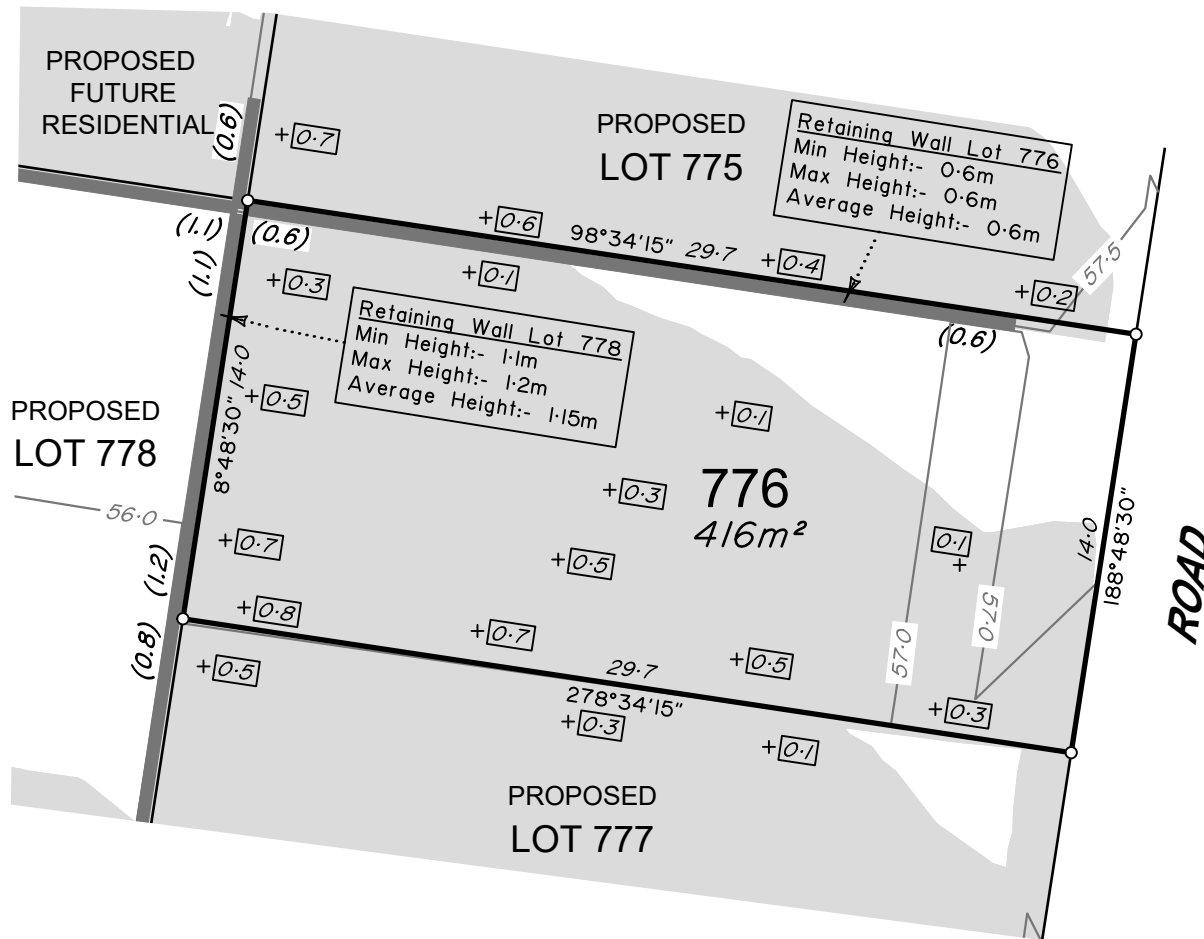 PROPOSED
FUTURE
RESIDENTIAL
(0.6)
+0·7
PROPOSED
LOT 775
Retaining Wall Lot 776
Min Height:- 0·6m
Max Height:- 0·6m
Average Height:- 0·6m
(1.1)
(0.6)
+0·6
98°34'15"
29·7
+0·4
57·5
+0·2
(1.1)
+0·3
+0·1
(0.6)
Retaining Wall Lot 778
Min Height:- 1·1m
Max Height:- 1·2m
Average Height:- 1·15m
8°48'30"
14·0
+0·5
PROPOSED
LOT 778
+0·1
+0·3
776
416m²
56·0
+0·7
+0·5
0·1
+
14·0
188°48'30"
ROAD
(1.2)
+0·8
+0·7
57·0
57·0
(0.8)
+0·5
29·7
278°34'15"
+0·5
+0·3
+0·3
+0·1
PROPOSED
LOT 777